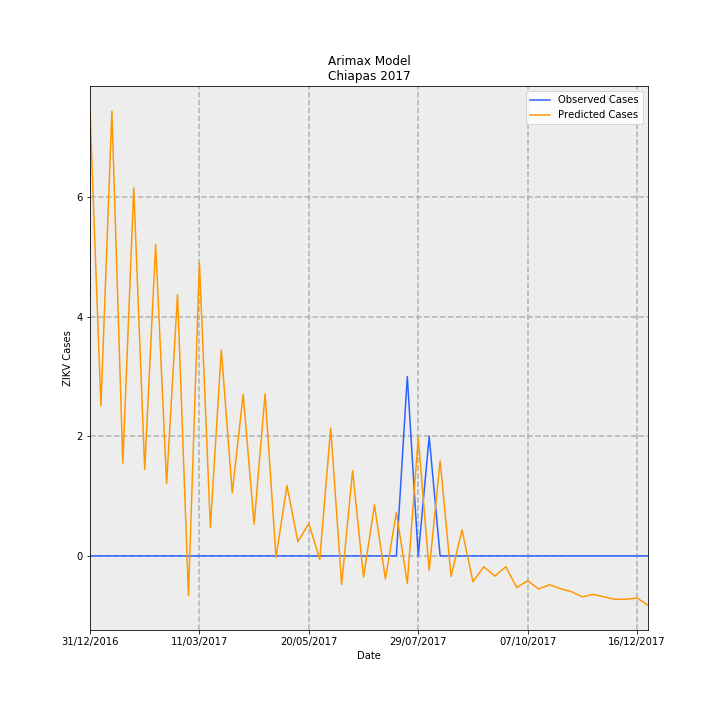 Arimax Model
Chiapas 2017
Observed Cases
Predicted Cases
6
4
2
0
ZIKV Cases
31/12/2016
11/03/2017
20/05/2017
29/07/2017
07/10/2017
16/12/2017
Date